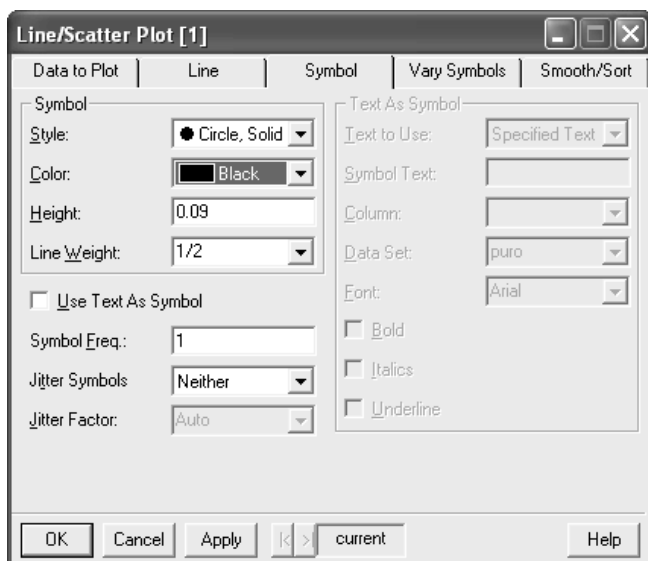 Line/Scatter Plot [1]
Data to Plot
Line
Symbol
Vary Symbols
Smooth/Sort
Symbol
Style:
Circle, Solid
Color:
Black
Height:
0.09
Line Weight:
1/2
Use Text As Symbol
Symbol Freq.:
1
Jitter Symbols
Neither
Jitter Factor:
Auto
Text As Symbol
Text to Use:
Specified Text
Symbol Text:
Column:
Data Set:
puro
Font:
Arial
Bold
Italics
Underline
OK
Cancel
Apply
current
Help